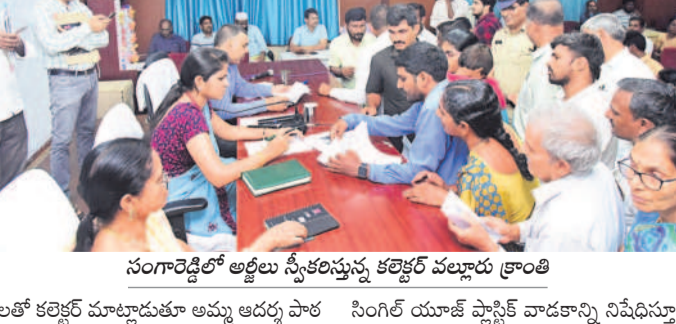 సంగారెడ్డిలో అర్జీలు స్వీకరిస్తున్న కలెక్టర్ వల్లూరు క్రాంతి
లతో కలెక్టర్ మాట్లాడుతూ అమ్మ ఆదర్శ పాఠ
సింగిల్ యూజ్ ప్లాస్టిక్ వాడకాన్ని నిషేధిస్తూ